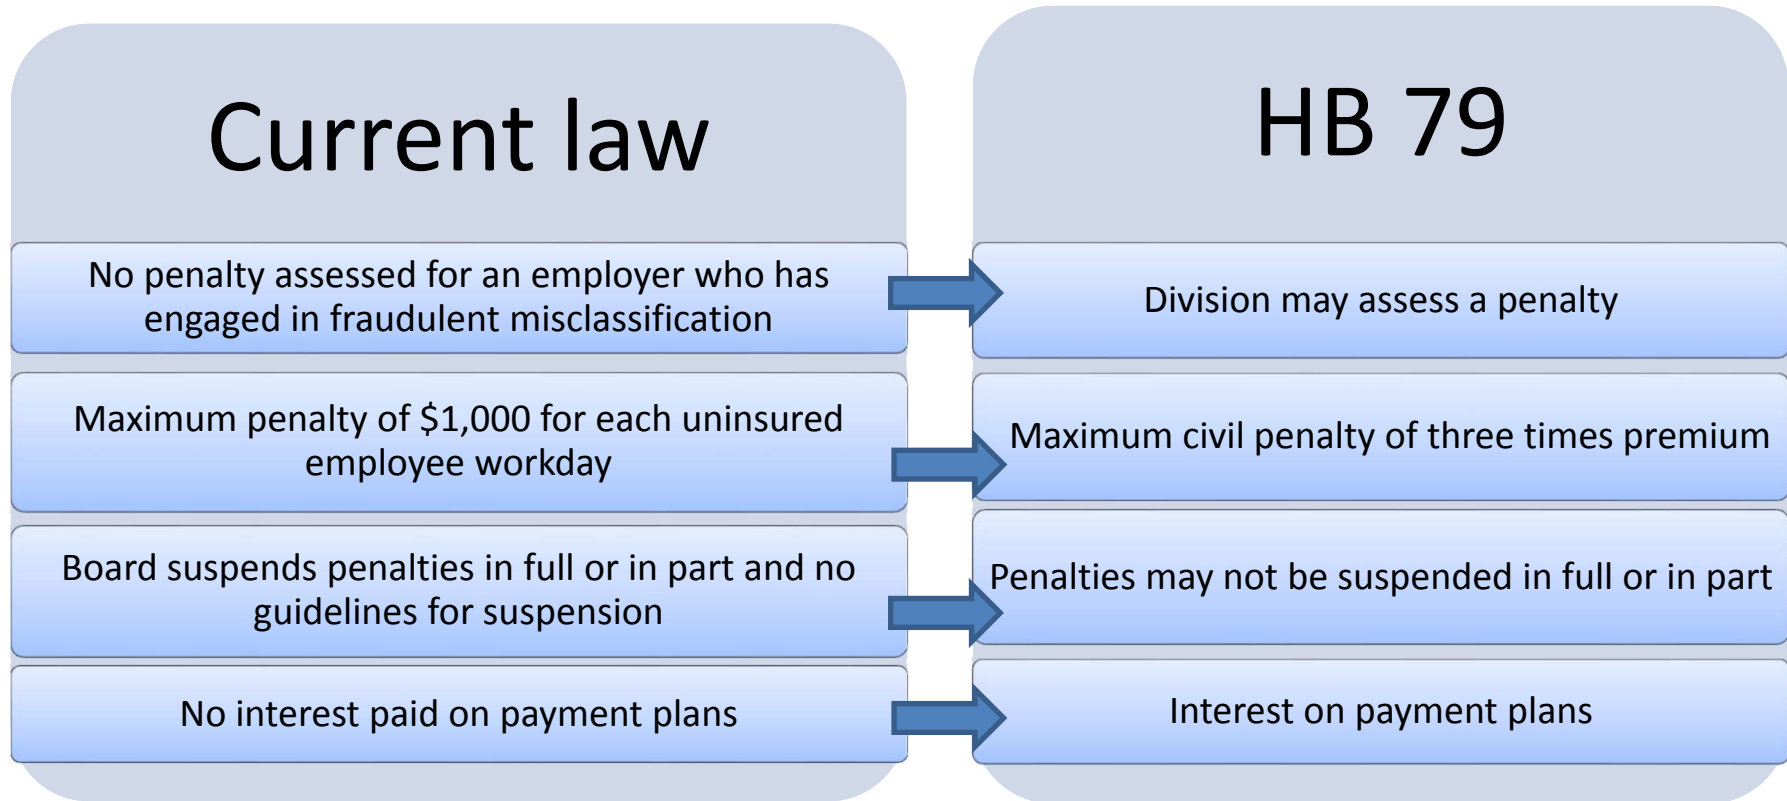 Current law
No penalty assessed for an employer who has
engaged in fraudulent misclassification
Maximum penalty of $1,000 for each uninsured
employee workday
Board suspends penalties in full or in part and no
guidelines for suspension
No interest paid on payment plans
HB 79
Division may assess a penalty
Maximum civil penalty of three times premium
Penalties may not be suspended in full or in part
Interest on payment plans